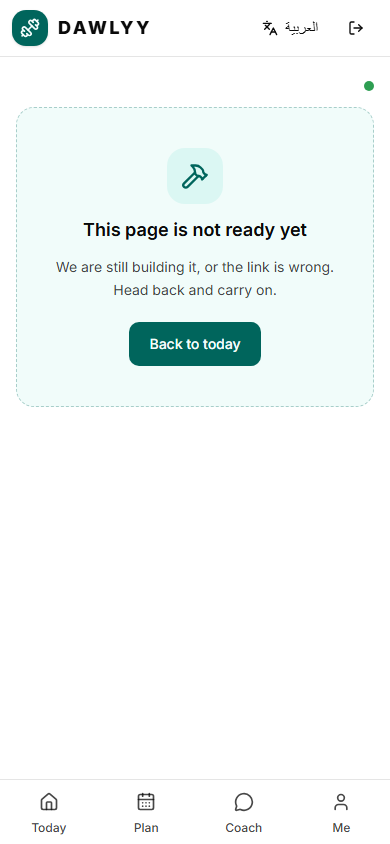 DAWLYY
العربية
This page is not ready yet
We are still building it, or the link is wrong.
Head back and carry on.
Back to today
Today
Plan
Coach
Me